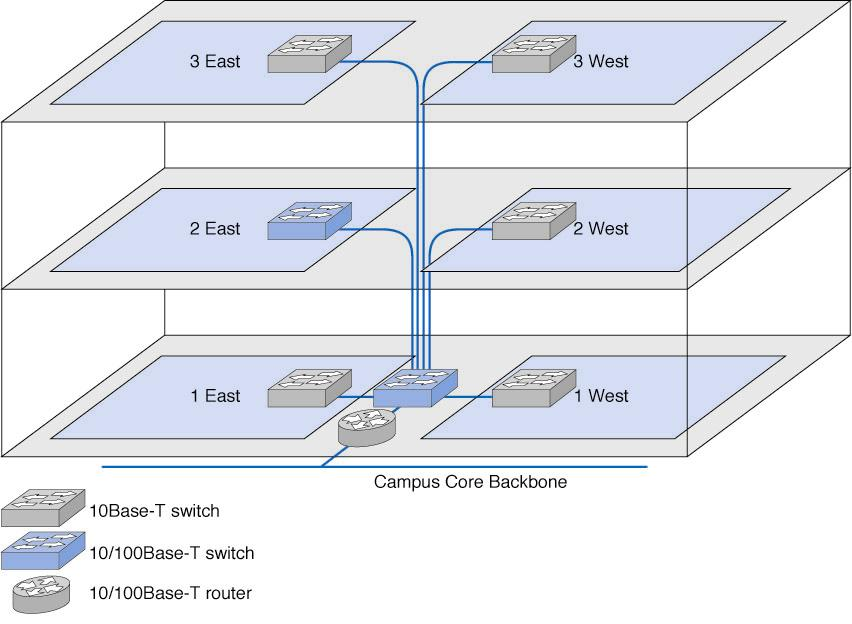 3 East
3 West
2 East
2 West
1 East
1 West
Campus Core Backbone
10Base-T switch
10/100Base-T switch
10/100Base-T router